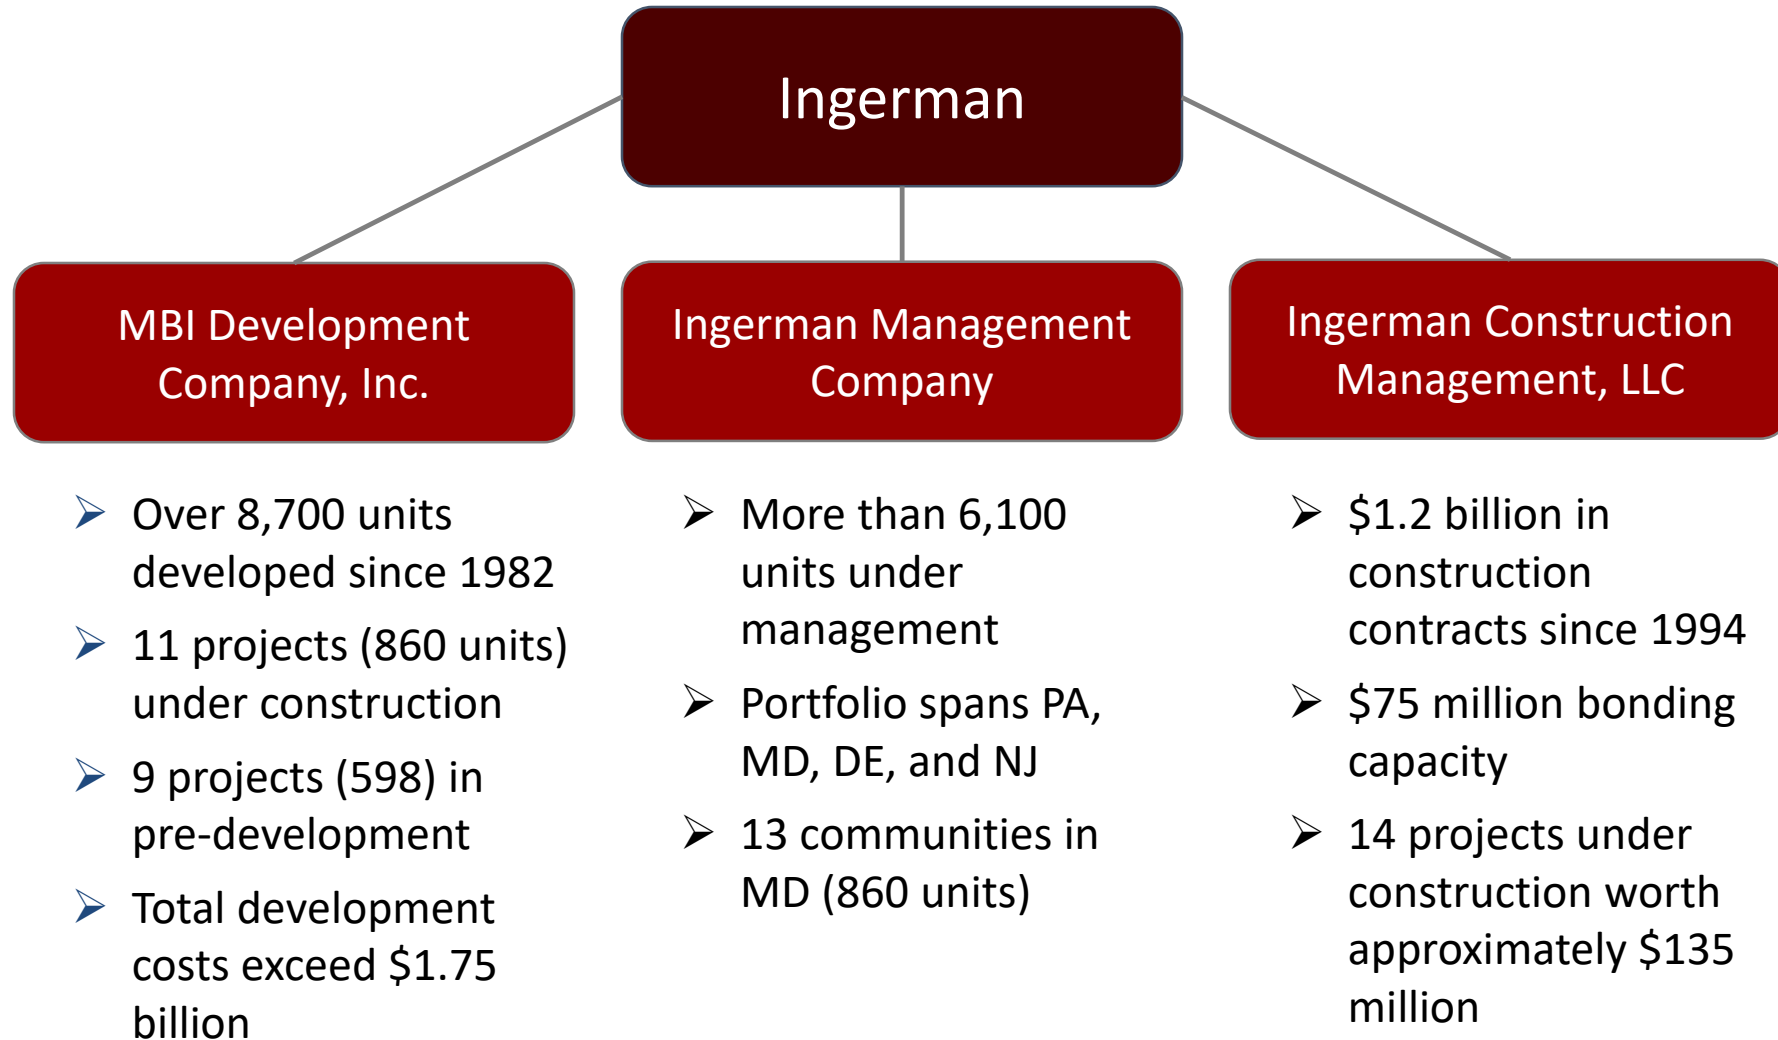 Ingerman
MBI Development
Company, Inc.
Over 8,700 units
developed since 1982
11 projects (860 units)
under construction
9 projects (598) in
pre-development
Total development
costs exceed $1.75
billion
Ingerman Management
Company
More than 6,100
units under
management
Portfolio spans PA,
MD, DE, and NJ
13 communities in
MD (860 units)
Ingerman Construction
Management, LLC
$1.2 billion in
construction
contracts since 1994
$75 million bonding
capacity
14 projects under
construction worth
approximately $135
million